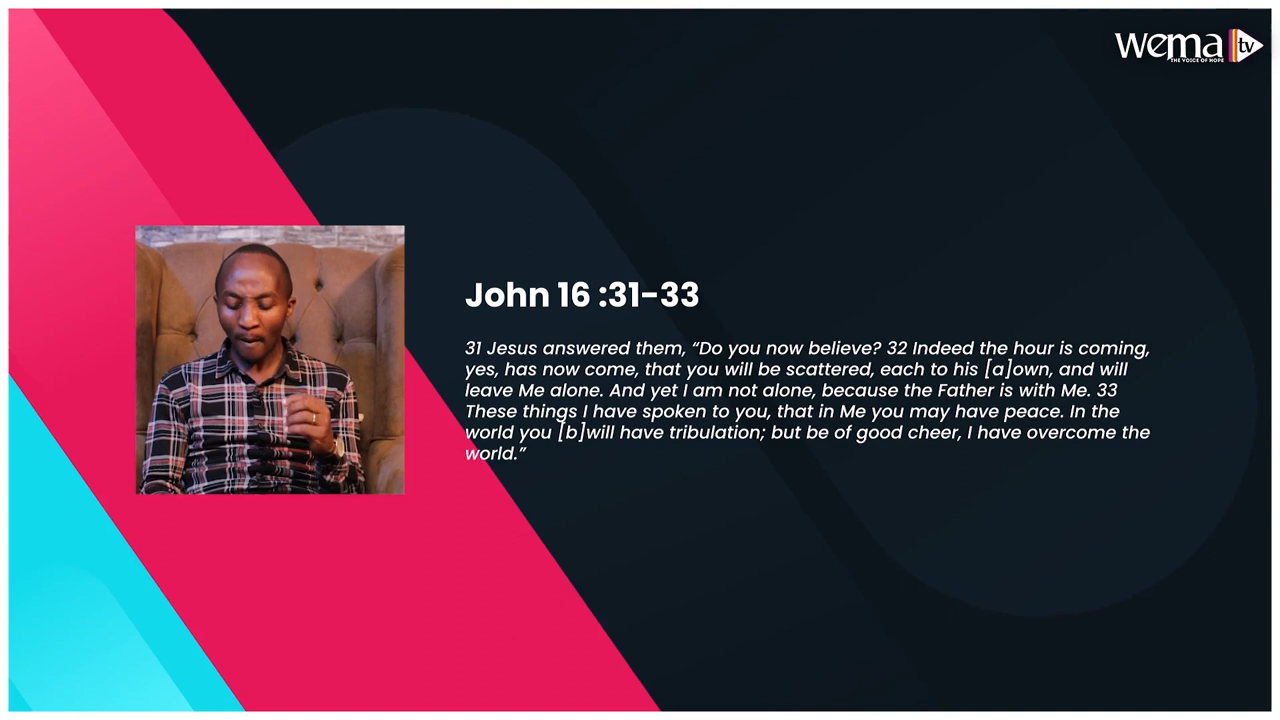 wema tv
THE VOICE OF HOPE
John 16 :31-33
31 Jesus answered them, “Do you now believe? 32 Indeed the hour is coming,
yes, has now come, that you will be scattered, each to his [a]own, and will
leave Me alone. And yet I am not alone, because the Father is with Me. 33
These things I have spoken to you, that in Me you may have peace. In the
world you [b]will have tribulation; but be of good cheer, I have overcome the
world.”